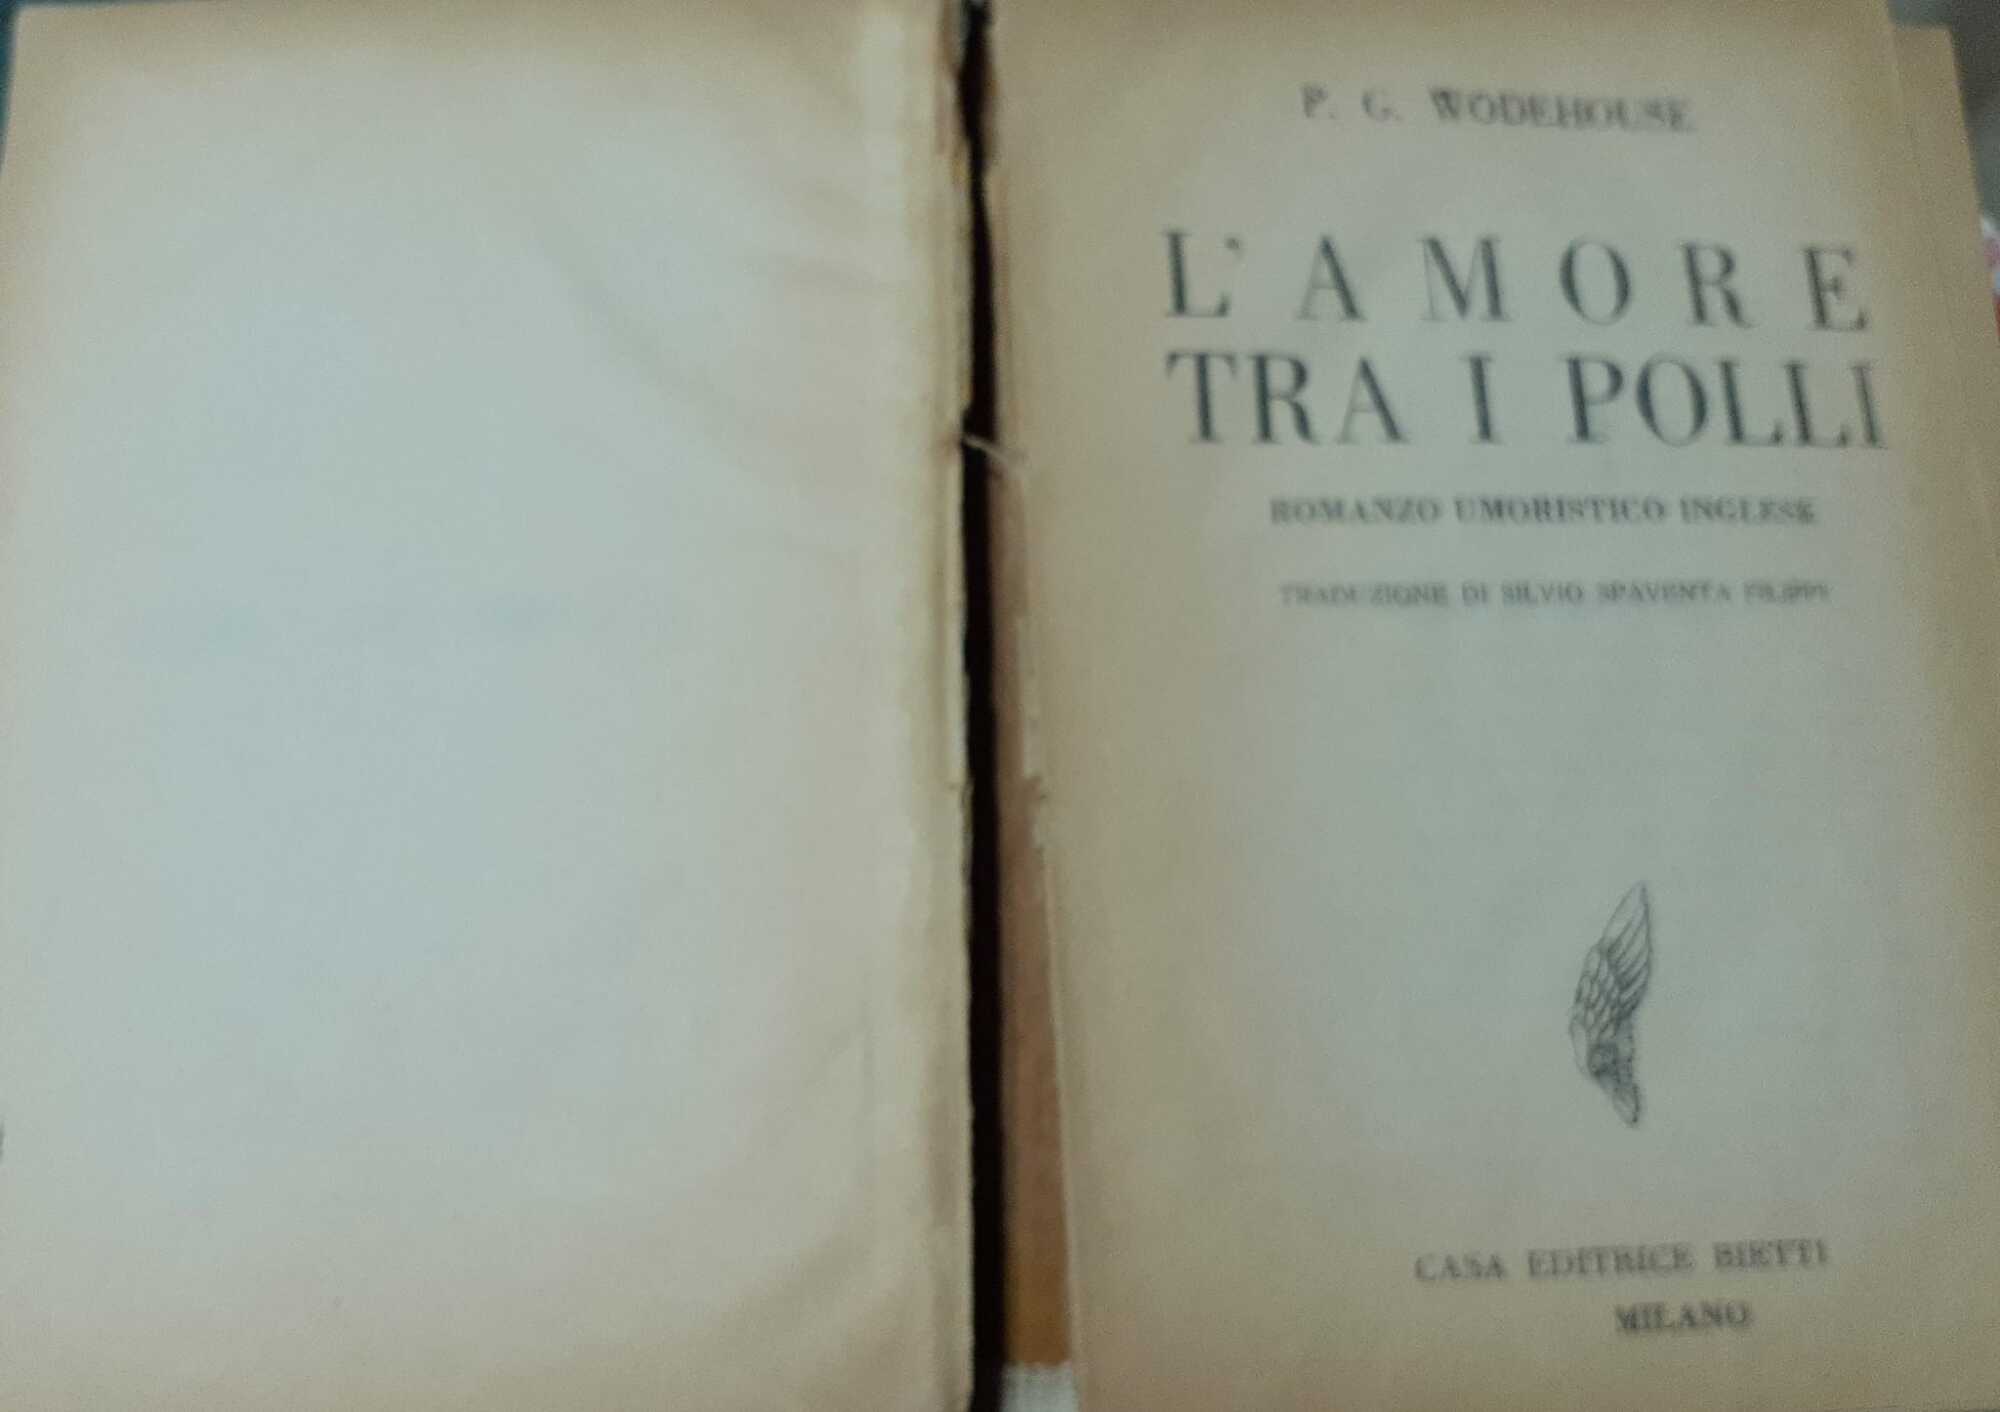 P. G. WODEHOUSE
L'AMORE
TRA I POLLI
ROMANZO UMORISTICO INGLESE
TRADUZIONE DI SILVIO SPAVENTA FILIPPI
CASA EDITRICE BIETTI
MILANO